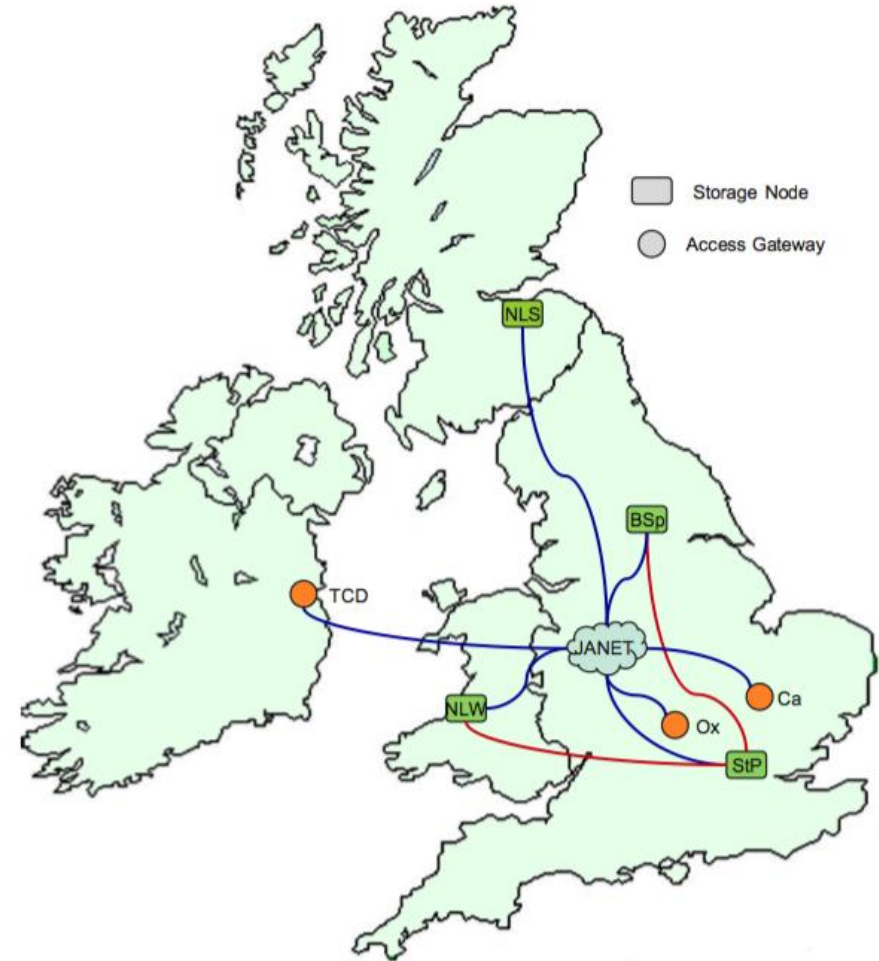 Storage Node
Access Gateway
NLS
BSp
TCD
JANET
NLW
Ca
Ox
StP